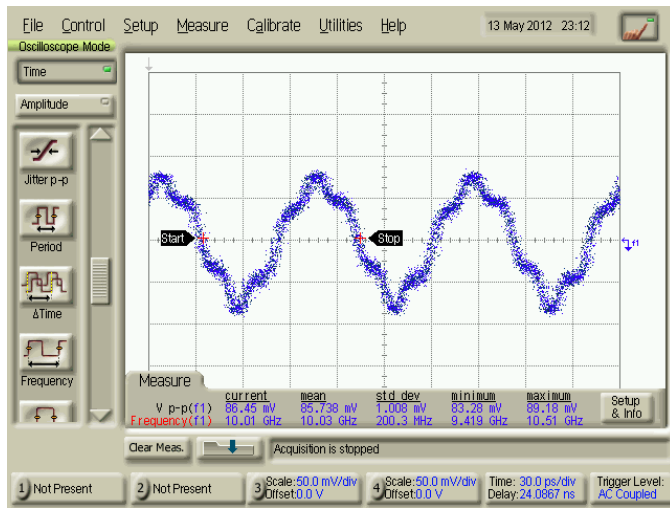 File Control Setup Measure Calibrate Utilities Help 13 May 2012 23:12
Oscilloscope Mode
Time
Amplitude
Jitter p-p
Period
ΔTime
Frequency
Start
Stop
f1
Measure
current mean std dev minimum maximum
V p-p(f1) 86.45 mV 85.738 mV 1.008 mV 83.28 mV 89.18 mV
Frequency(f1) 10.01 GHz 10.03 GHz 200.3 MHz 9.419 GHz 10.51 GHz
Setup
& Info
Clear Meas. Acquisition is stopped
1 Not Present
2 Not Present
3 Scale:50.0 mV/div
Offset:0.0 V
4 Scale:50.0 mV/div
Offset:0.0 V
Time: 30.0 ps/div
Delay:24.0867 ns
Trigger Level:
AC Coupled